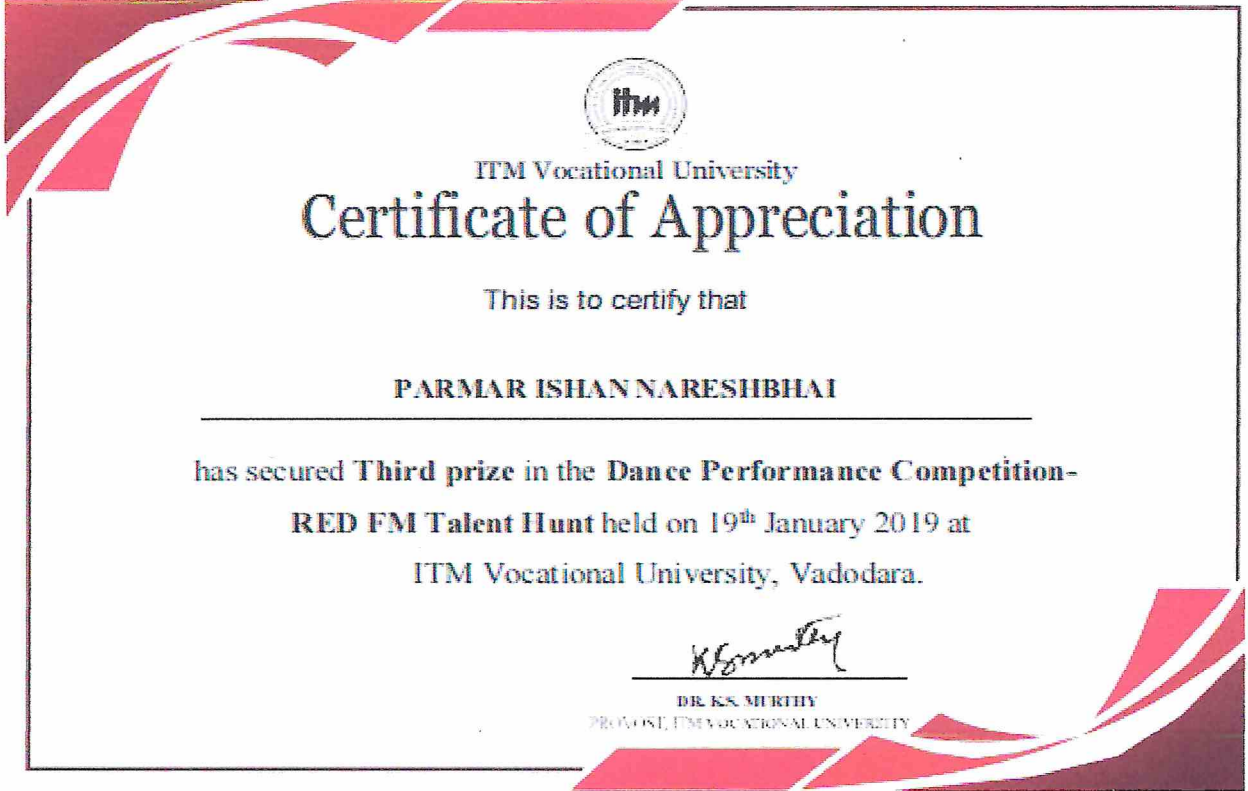 itm
ITM Vocational University
Certificate of Appreciation
This is to certify that
PARMAR ISHAN NARESHBHAI
has secured Third prize in the Dance Performance Competition-
RED FM Talent Hunt held on 19th January 2019 at
ITM Vocational University, Vadodara.
KSmurthy
DR. K.S. MURTHY
PROVOST, ITM VOCATIONAL UNIVERSITY